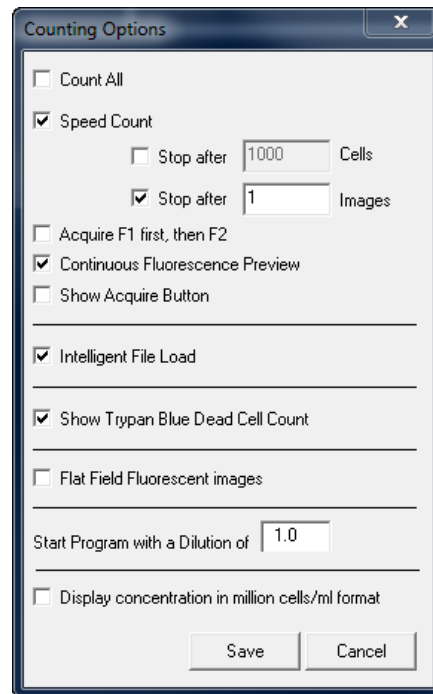 Counting Options
x
Count All
Speed Count
Stop after 1000 Cells
Stop after 1 Images
Acquire F1 first, then F2
Continuous Fluorescence Preview
Show Acquire Button
Intelligent File Load
Show Trypan Blue Dead Cell Count
Flat Field Fluorescent images
Start Program with a Dilution of 1.0
Display concentration in million cells/ml format
Save Cancel